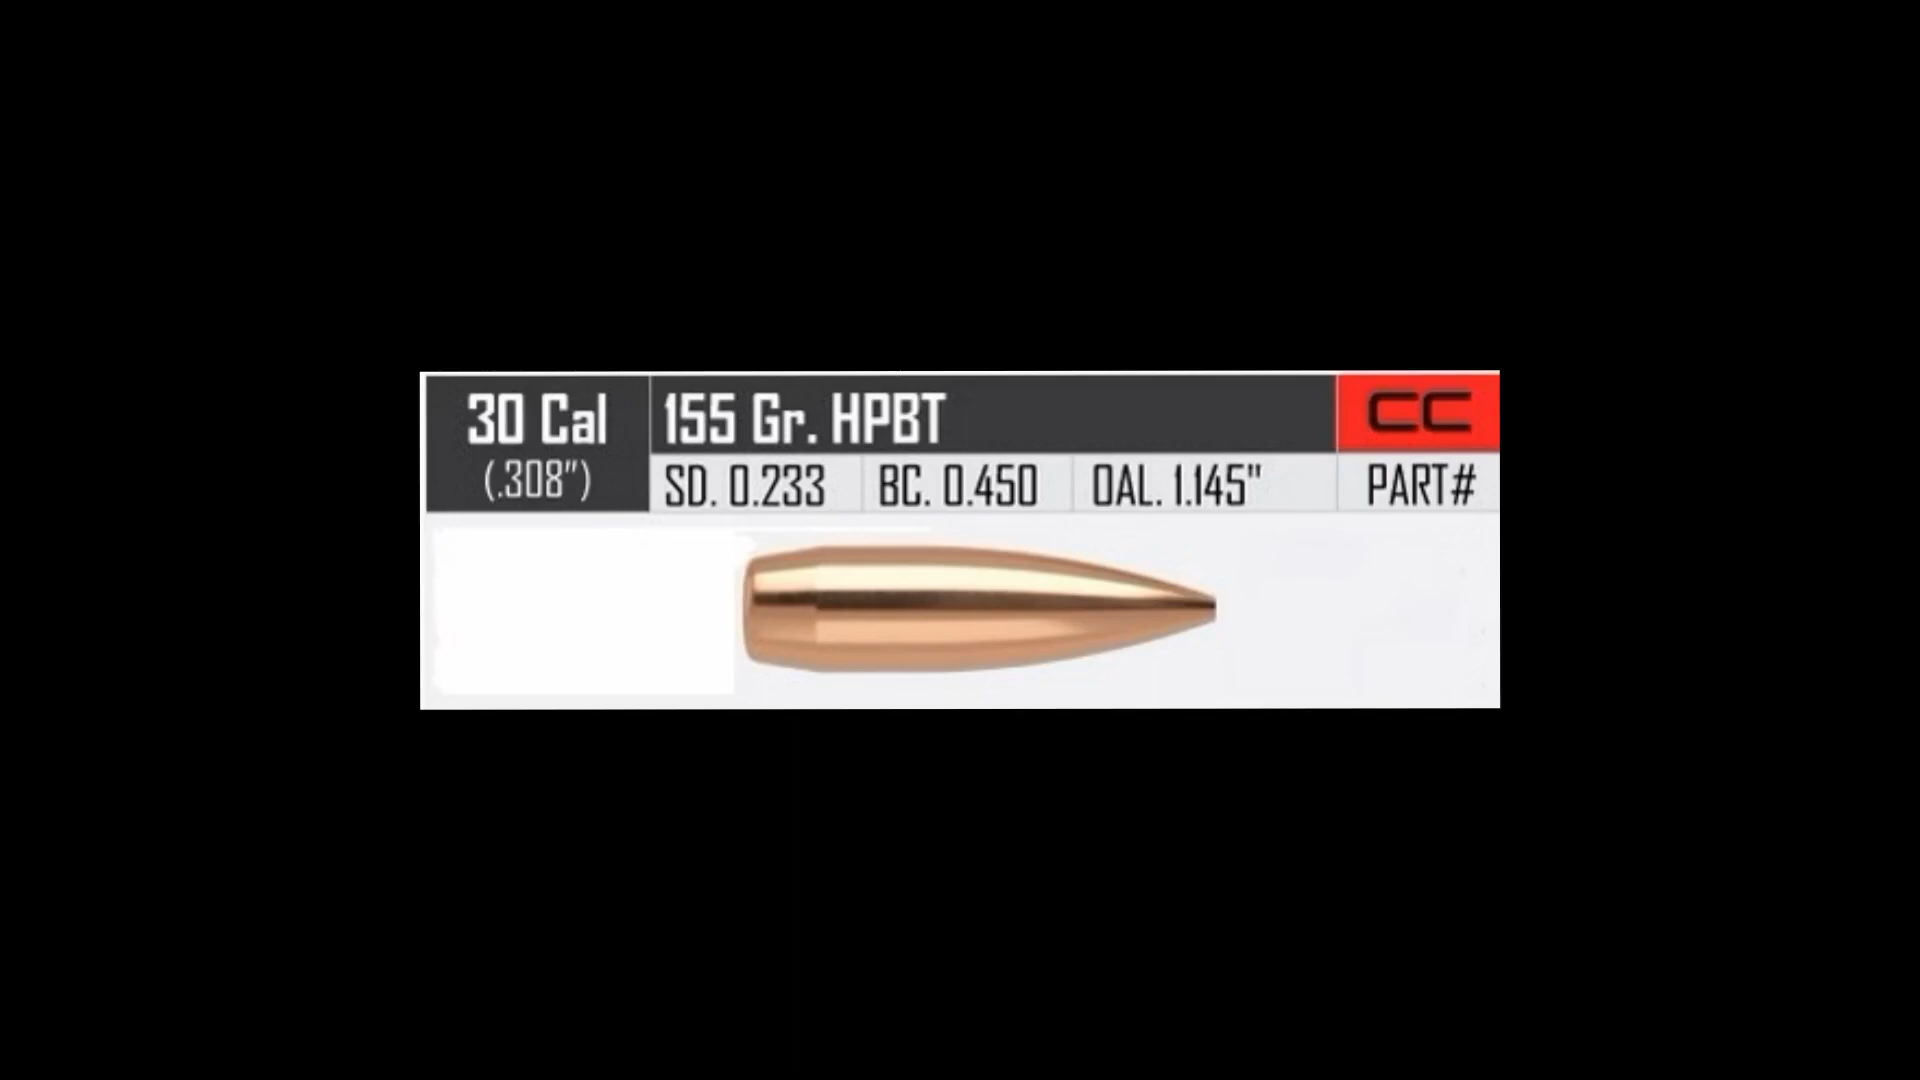 30 Cal
(.308")
155 Gr. HPBT
SD. 0.233
BC. 0.450
OAL. 1.145"
CC
PART#